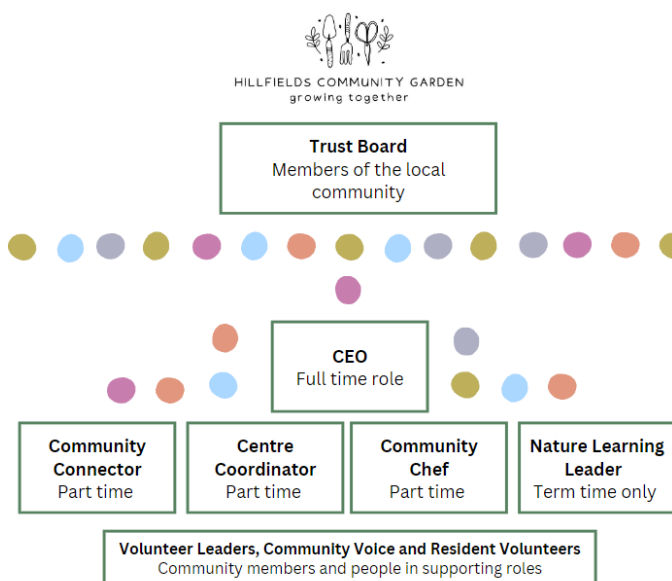 HILLFIELDS COMMUNITY GARDEN
growing together
Trust Board
Members of the local
community
CEO
Full time role
Community
Connector
Part time
Centre
Coordinator
Part time
Community
Chef
Part time
Nature Learning
Leader
Term time only
Volunteer Leaders, Community Voice and Resident Volunteers
Community members and people in supporting roles